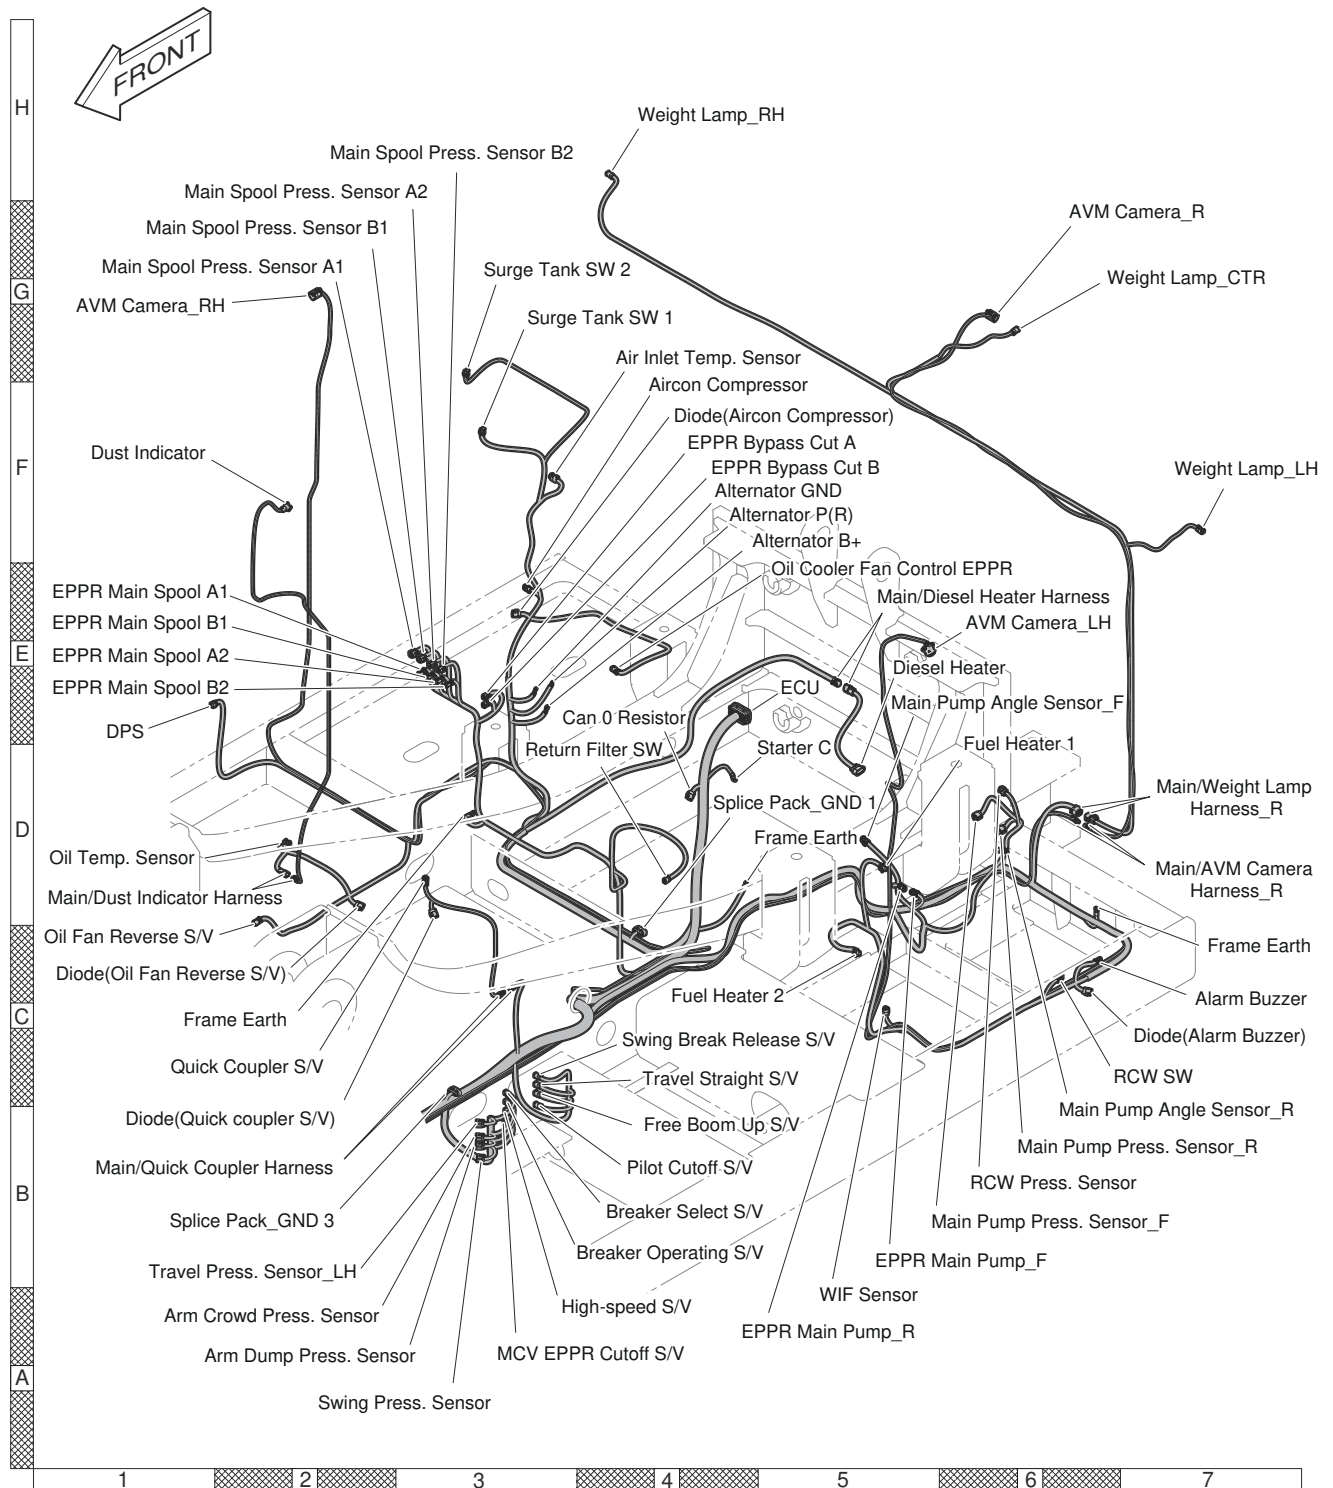 FRONT
H
Weight Lamp_RH
Main Spool Press. Sensor B2
Main Spool Press. Sensor A2
AVM Camera_R
Main Spool Press. Sensor B1
Main Spool Press. Sensor A1
Surge Tank SW 2
Weight Lamp_CTR
G
AVM Camera_RH
Surge Tank SW 1
Air Inlet Temp. Sensor
Aircon Compressor
Diode(Aircon Compressor)
EPPR Bypass Cut A
Dust Indicator
F
EPPR Bypass Cut B
Weight Lamp_LH
Alternator GND
Alternator P(R)
Alternator B+
Oil Cooler Fan Control EPPR
EPPR Main Spool A1
Main/Diesel Heater Harness
EPPR Main Spool B1
AVM Camera_LH
E
EPPR Main Spool A2
Diesel Heater
EPPR Main Spool B2
ECU
Main Pump Angle Sensor_F
DPS
Can 0 Resistor
Fuel Heater 1
Return Filter SW
Starter C
Main/Weight Lamp
Harness_R
Splice Pack_GND 1
D
Frame Earth
Oil Temp. Sensor
Main/AVM Camera
Harness_R
Main/Dust Indicator Harness
Oil Fan Reverse S/V
Frame Earth
Diode(Oil Fan Reverse S/V)
Fuel Heater 2
Alarm Buzzer
C
Frame Earth
Diode(Alarm Buzzer)
Swing Break Release S/V
Quick Coupler S/V
RCW SW
Travel Straight S/V
Main Pump Angle Sensor_R
Diode(Quick coupler S/V)
Free Boom Up S/V
Main Pump Press. Sensor_R
Main/Quick Coupler Harness
Pilot Cutoff S/V
RCW Press. Sensor
B
Breaker Select S/V
Splice Pack_GND 3
Main Pump Press. Sensor_F
Breaker Operating S/V
EPPR Main Pump_F
Travel Press. Sensor_LH
WIF Sensor
High-speed S/V
Arm Crowd Press. Sensor
EPPR Main Pump_R
MCV EPPR Cutoff S/V
Arm Dump Press. Sensor
A
Swing Press. Sensor
1 2 3 4 5 6 7